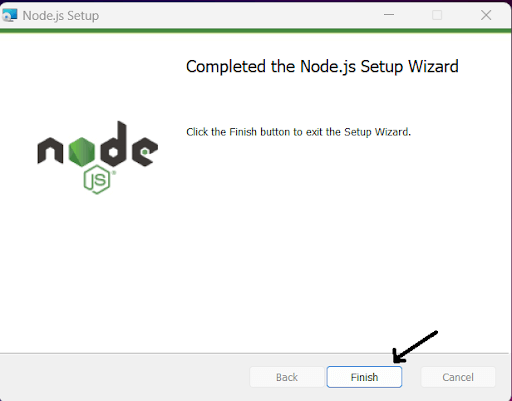 Node.js Setup
Completed the Node.js Setup Wizard
node
JS
Click the Finish button to exit the Setup Wizard.
Back
Finish
Cancel